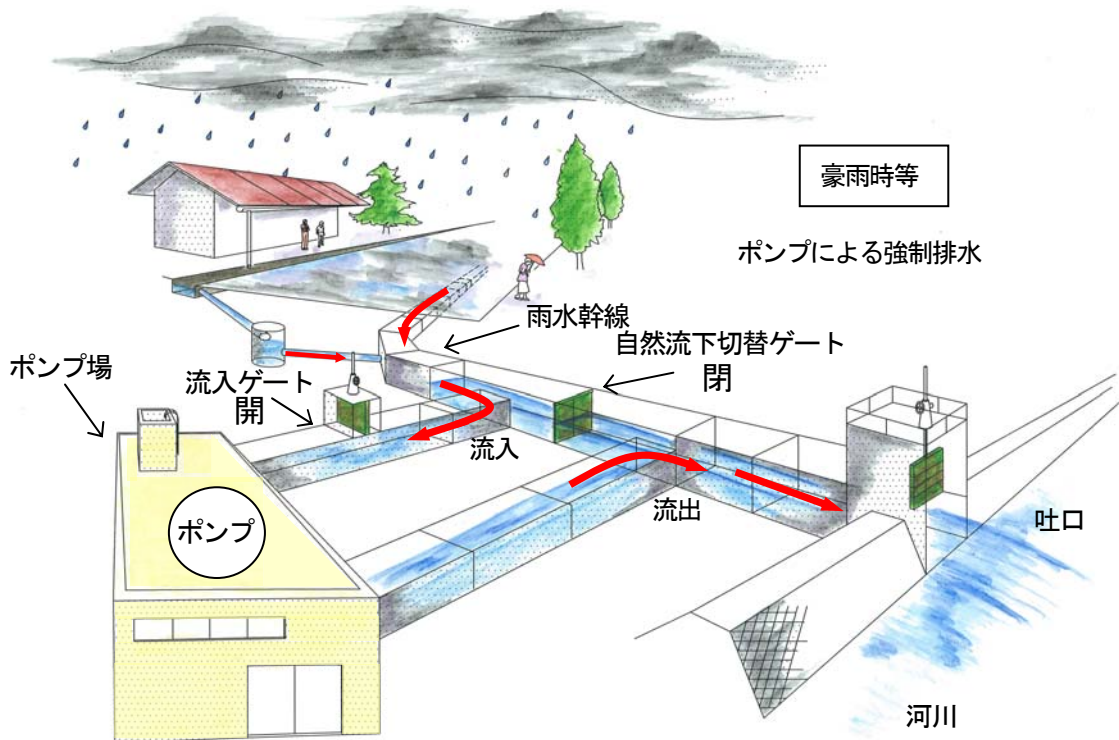 豪雨時等
ポンプによる強制排水
雨水幹線
自然流下切替ゲート
閉
ポンプ場
流入ゲート
開
流入
流出
ポンプ
吐口
河川